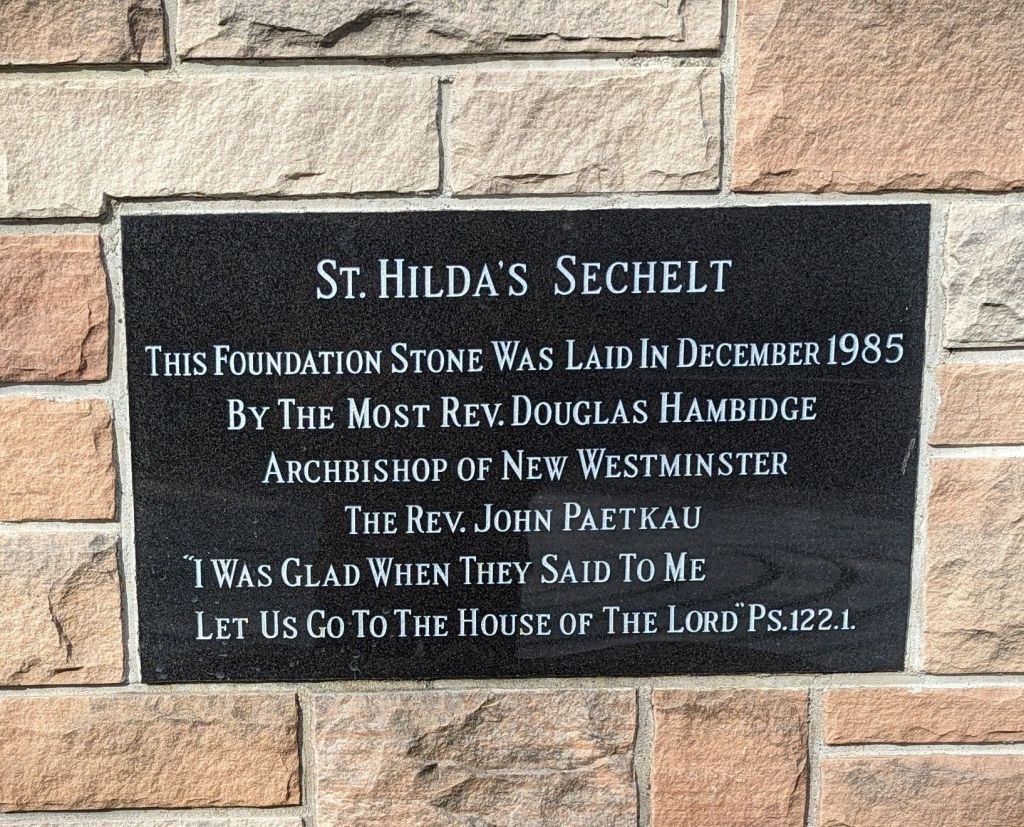 St. Hilda's Sechelt
This Foundation Stone Was Laid In December 1985
By The Most Rev. Douglas Hambidge
Archbishop of New Westminster
The Rev. John Paetkau
"I Was Glad When They Said To Me
Let Us Go To The House of The Lord" Ps.122.1.